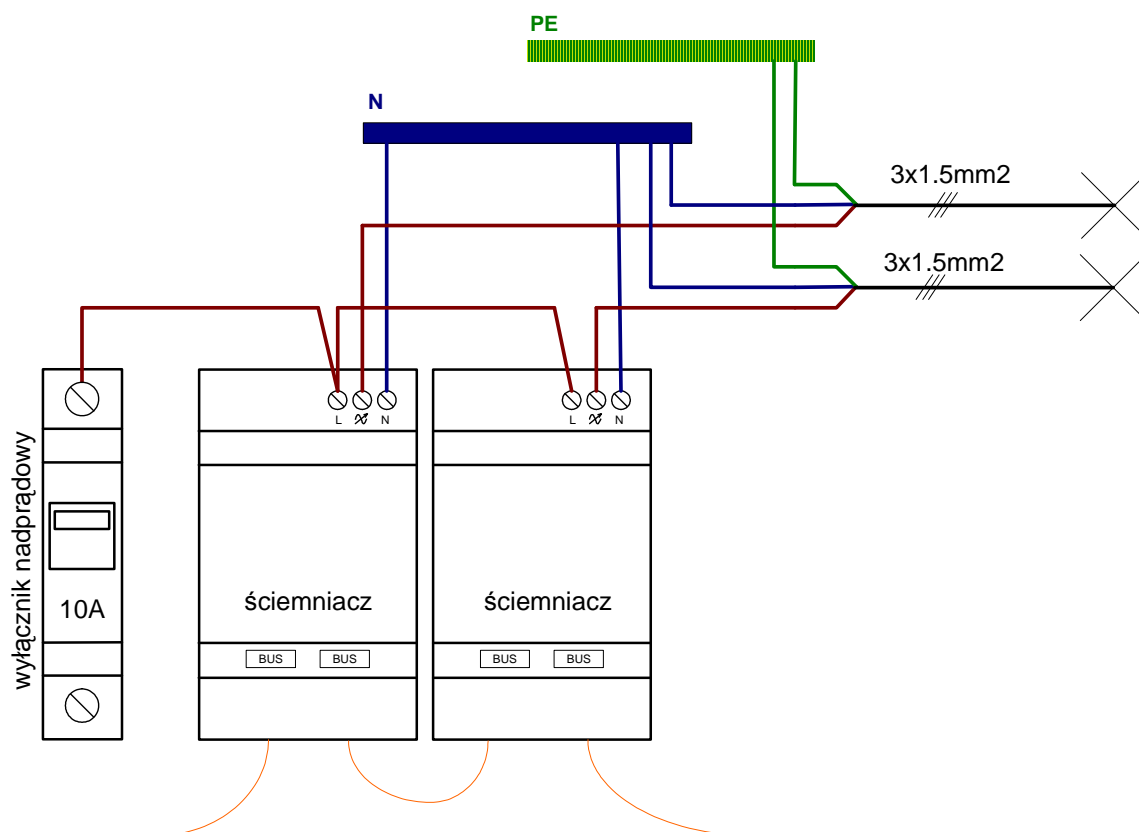 PE
N
3x1.5mm2
3x1.5mm2
L N
L N
wyłącznik nadprądowy
10A
ściemniacz
ściemniacz
BUS BUS
BUS BUS